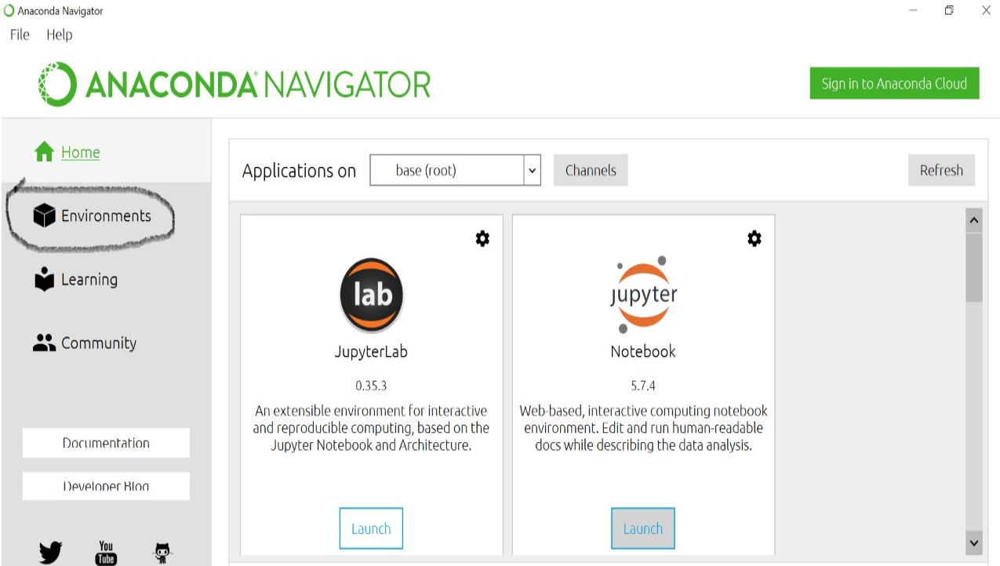 Anaconda Navigator
File Help
ANACONDA NAVIGATOR
Sign in to Anaconda Cloud
Home
Environments
Learning
Community
Documentation
Developer Blog
You
Tube
Applications on base (root) Channels Refresh
lab
JupyterLab
0.35.3
An extensible environment for interactive
and reproducible computing, based on the
Jupyter Notebook and Architecture.
Launch
jupyter
Notebook
5.7.4
Web-based, interactive computing notebook
environment. Edit and run human-readable
docs while describing the data analysis.
Launch